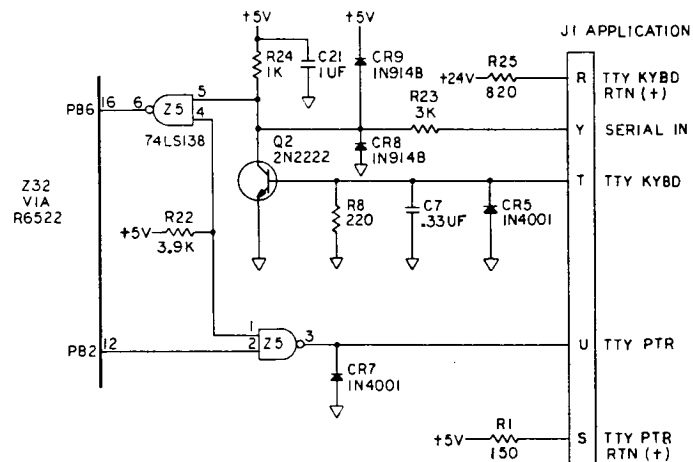 +5V
+5V
J1 APPLICATION
R24
1K
C21
1UF
CR9
1N914B
R25
+24V
820
R
TTY KYBD
RTN (+)
PB6
16
6
Z5
5
4
74LS138
R23
3K
Y
SERIAL IN
Q2
2N2222
CR8
1N914B
T
TTY KYBD
Z32
VIA
R6522
R8
220
C7
.33UF
CR5
1N4001
R22
+5V
3.9K
1
2
Z5
3
PB2
12
U
TTY PTR
CR7
1N4001
R1
+5V
150
S
TTY PTR
RTN (+)